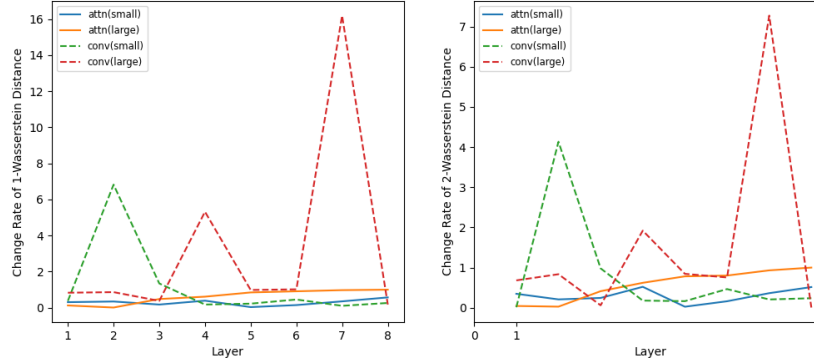 attn(small)
attn(large)
conv(small)
conv(large)
Change Rate of 1-Wasserstein Distance
16
14
12
10
8
6
4
2
0
1 2 3 4 5 6 7 8
Layer
attn(small)
attn(large)
conv(small)
conv(large)
Change Rate of 2-Wasserstein Distance
7
6
5
4
3
2
1
0
0 1
Layer